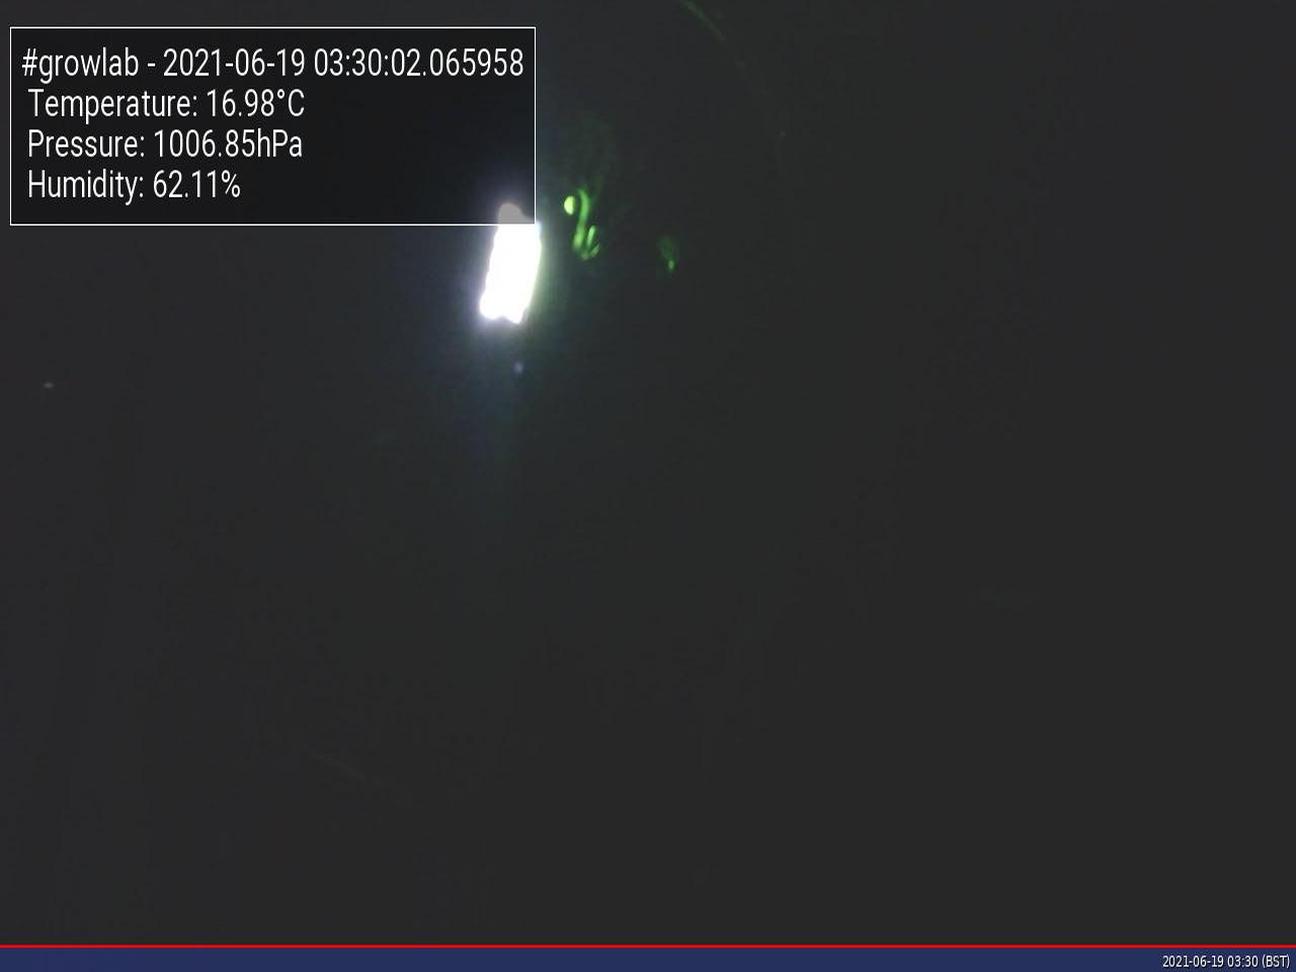 #growlab - 2021-06-19 03:30:02.065958
Temperature: 16.98°C
Pressure: 1006.85hPa
Humidity: 62.11%
2021-06-19 03:30 (BST)